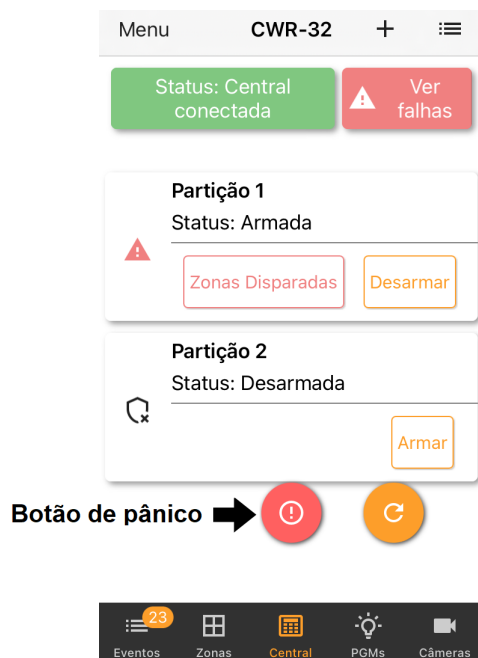 Menu CWR-32
Status: Central
conectada
Ver
falhas
Partição 1
Status: Armada
Zonas Disparadas Desarmar
Partição 2
Status: Desarmada
Armar
Botão de pânico
23
Eventos Zonas Central PGMs Câmeras